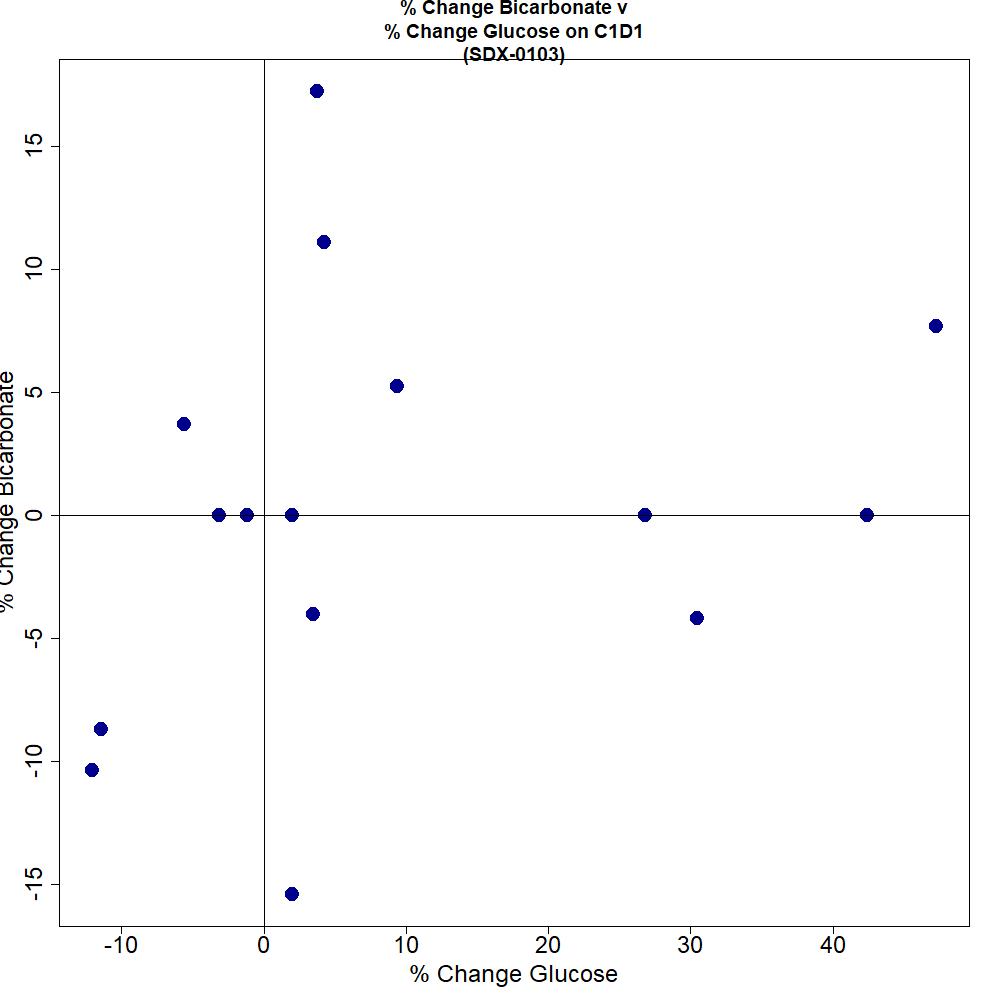 % Change Bicarbonate v
% Change Glucose on C1D1
(SDX-0103)
% Change Bicarbonate
15
10
5
0
-5
-10
-15
-10 0 10 20 30 40
% Change Glucose